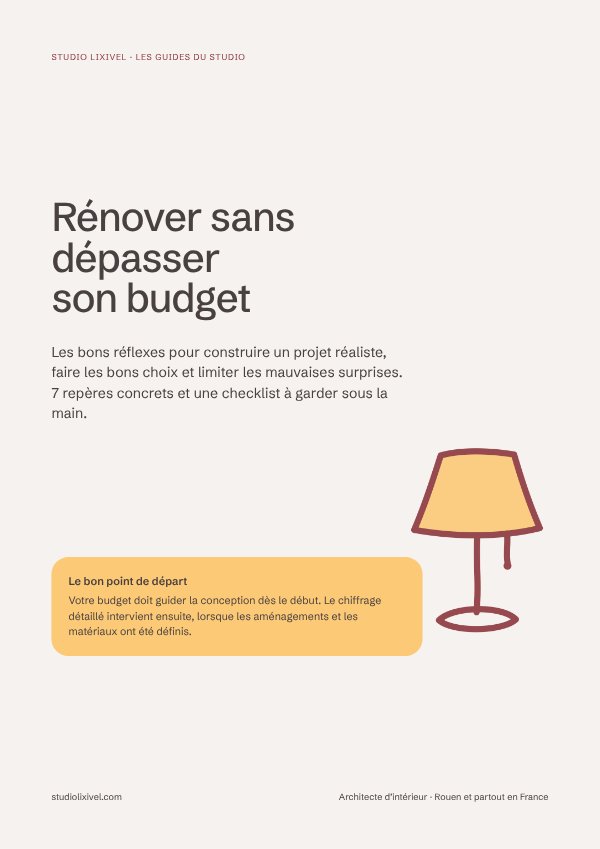 STUDIO LIXIVEL · LES GUIDES DU STUDIO
Rénover sans
dépasser
son budget
Les bons réflexes pour construire un projet réaliste,
faire les bons choix et limiter les mauvaises surprises.
7 repères concrets et une checklist à garder sous la
main.
Le bon point de départ
Votre budget doit guider la conception dès le début. Le chiffrage
détaillé intervient ensuite, lorsque les aménagements et les
matériaux ont été définis.
studiolixivel.com
Architecte d'intérieur · Rouen et partout en France